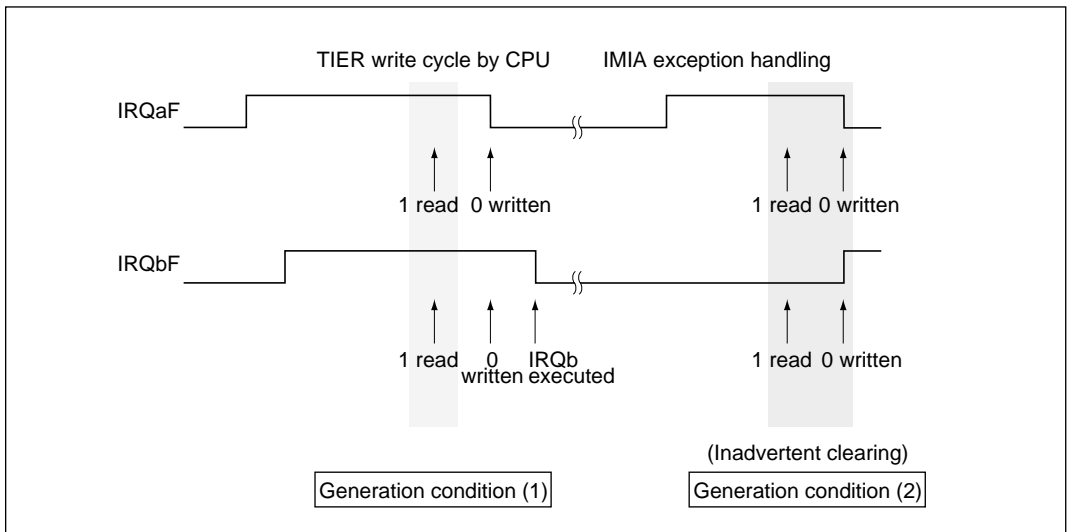 TIER write cycle by CPU IMIA exception handling
IRQaF
1 read 0 written 1 read 0 written
IRQbF
1 read 0 IRQb 1 read 0 written
written executed
(Inadvertent clearing)
Generation condition (1) Generation condition (2)